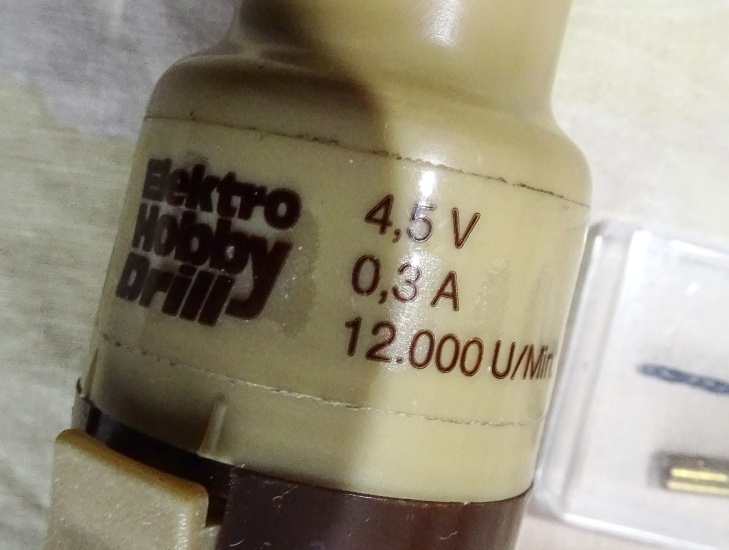 Elektro
Hobby
Drill
4,5 V
0,3 A
12.000 U/Min